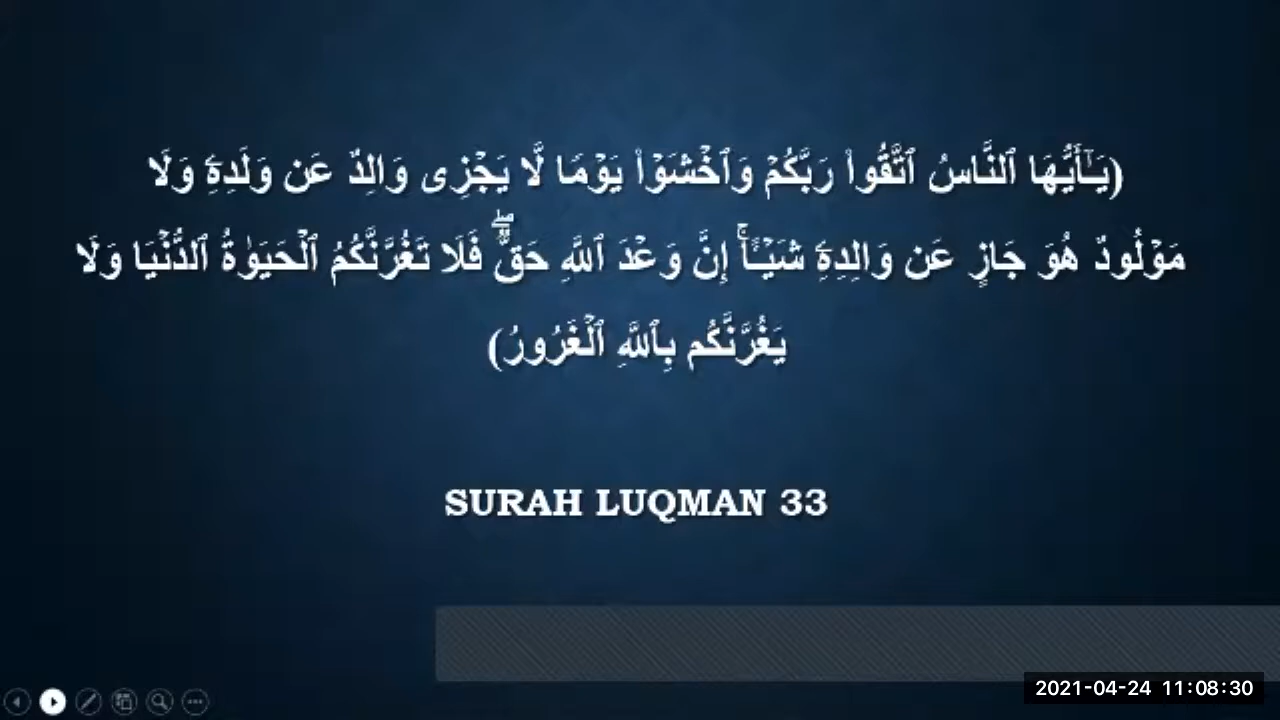 (يَـٰٓأَيُّهَا ٱلنَّاسُ ٱتَّقُوا۟ رَبَّكُمۡ وَٱخۡشَوۡا۟ يَوۡمٗا لَّا يَجۡزِى وَالِدٌ عَن وَلَدِهِۦ وَلَا
مَوۡلُودٌ هُوَ جَازٍ عَن وَالِدِهِۦ شَيۡـًٔاۚ إِنَّ وَعۡدَ ٱللَّهِ حَقࣱّۖ فَلَا تَغُرَّنَّكُمُ ٱلۡحَيَوٰةُ ٱلدُّنۡيَا وَلَا
يَغُرَّنَّكُم بِٱللَّهِ ٱلۡغَرُورُ)
SURAH LUQMAN 33
2021-04-24 11:08:30